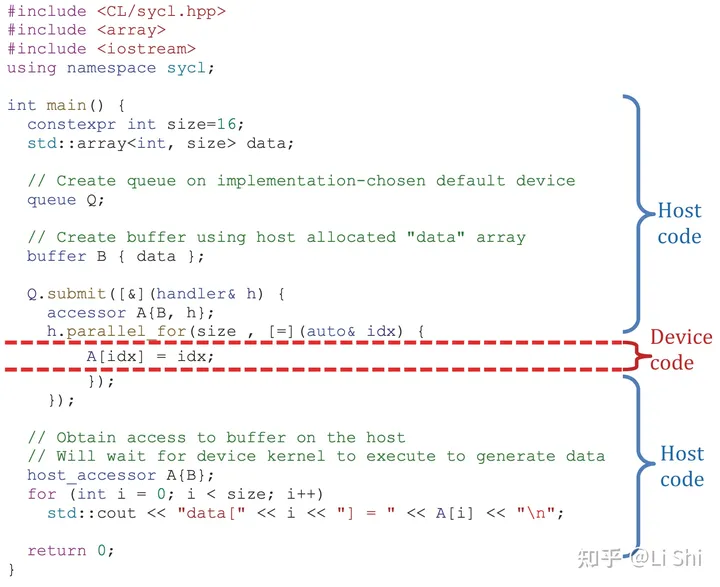 #include <CL/sycl.hpp>
#include <array>
#include <iostream>
using namespace sycl;

int main() {
  constexpr int size=16;
  std::array<int, size> data;

  // Create queue on implementation-chosen default device
  queue Q;

  // Create buffer using host allocated "data" array
  buffer B { data };

  Q.submit([&](handler& h) {
    accessor A{B, h};
    h.parallel_for(size , [=](auto& idx) {
        A[idx] = idx;
        });
    });

  // Obtain access to buffer on the host
  // Will wait for device kernel to execute to generate data
  host_accessor A{B};
  for (int i = 0; i < size; i++)
    std::cout << "data[" << i << "] = " << A[i] << "\n";

  return 0;
}
Host
code
Device
code
Host
code
知乎 @Li Shi